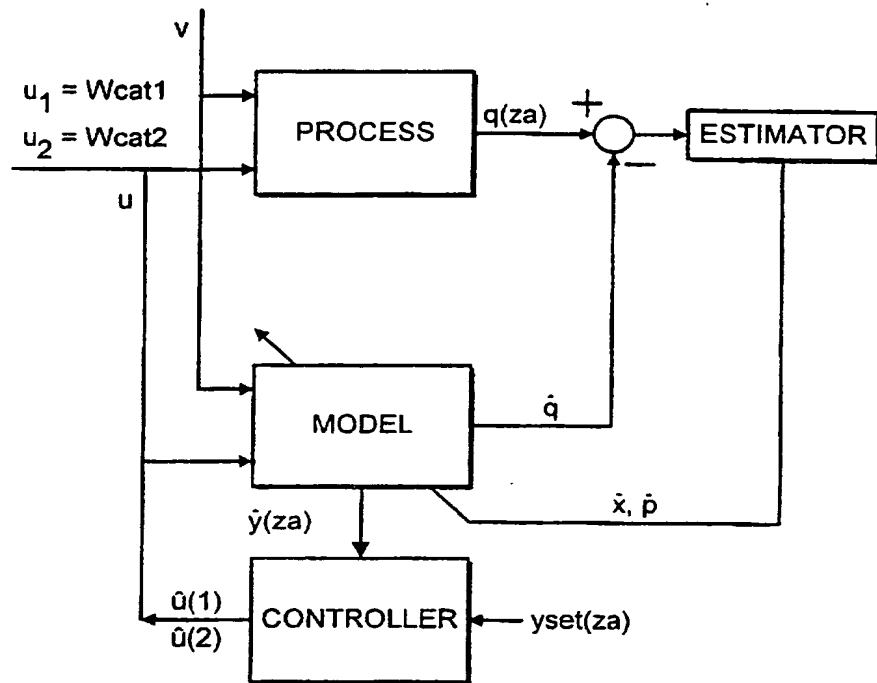 v
u1 = Wcat1
u2 = Wcat2
u
PROCESS
q(za)
+
−
ESTIMATOR
MODEL
q̂
x̂, p̂
ŷ(za)
û(1)
û(2)
CONTROLLER
yset(za)